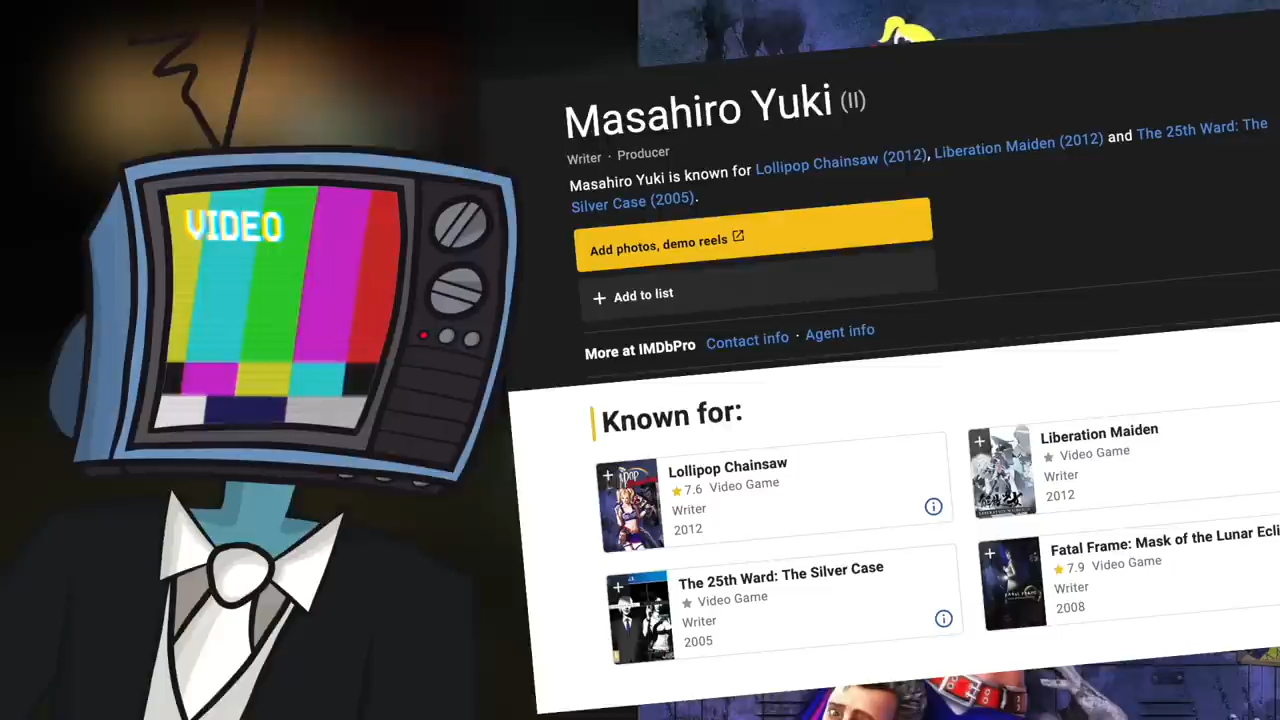 VIDEO
Masahiro Yuki (II)
Writer · Producer
Masahiro Yuki is known for Lollipop Chainsaw (2012), Liberation Maiden (2012) and The 25th Ward: The
Silver Case (2005).
Add photos, demo reels
+ Add to list
More at IMDbPro Contact info · Agent info
Known for:
Lollipop Chainsaw
7.6 Video Game
Writer
2012
Liberation Maiden
Video Game
Writer
2012
The 25th Ward: The Silver Case
Video Game
Writer
2005
Fatal Frame: Mask of the Lunar Ecli
7.9 Video Game
Writer
2008